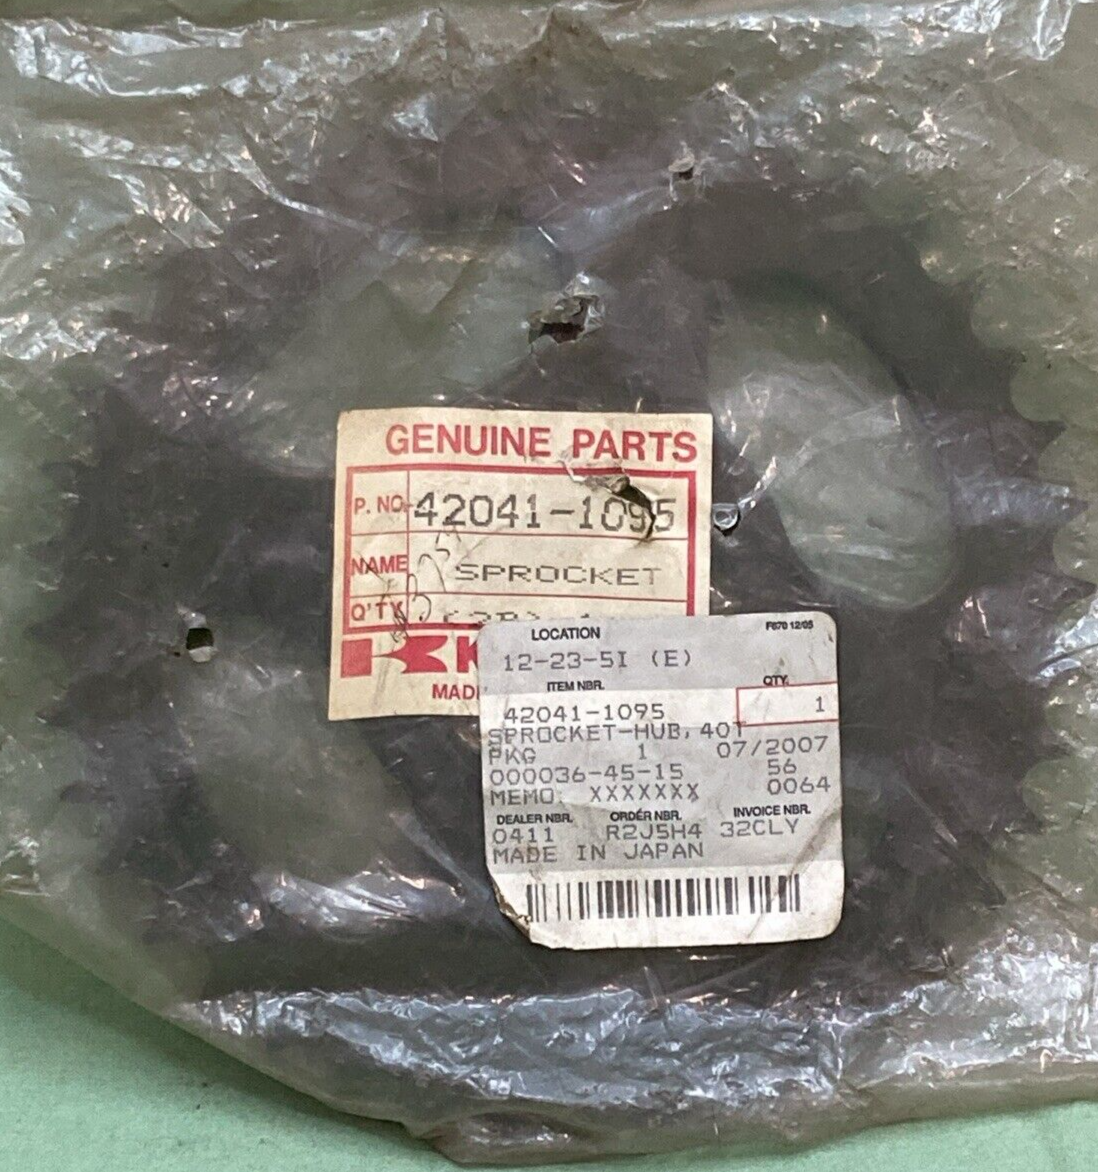 GENUINE PARTS
P. NO. 42041-1095
NAME SPROCKET
Q'TY
K
MADE
LOCATION F670 12/05
12-23-5I (E)
ITEM NBR. QTY.
42041-1095 1
SPROCKET-HUB, 40T
PKG 1 07/2007
000036-45-15 56
MEMO: XXXXXXX 0064
DEALER NBR. ORDER NBR. INVOICE NBR.
0411 R2J5H4 32CLY
MADE IN JAPAN